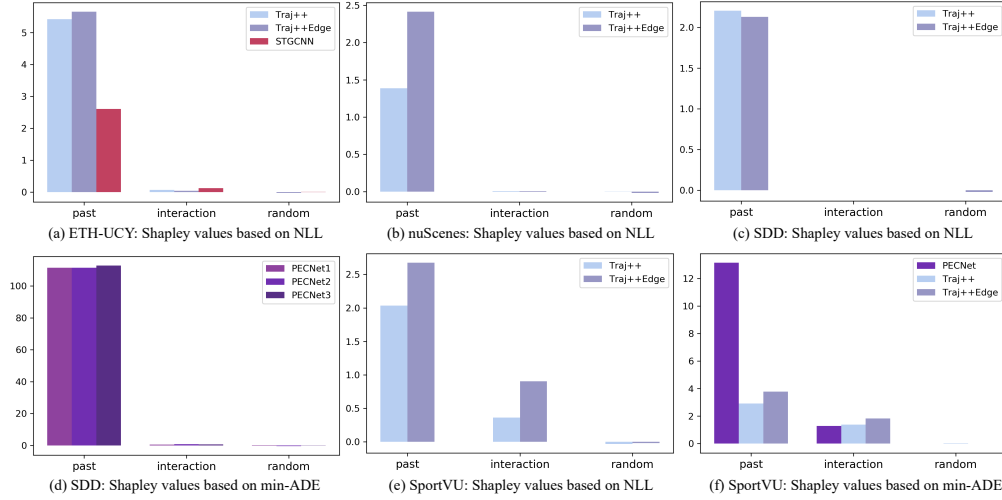 Traj++
Traj++Edge
STGCNN
5
4
3
2
1
0
past
interaction
random
(a) ETH-UCY: Shapley values based on NLL
Traj++
Traj++Edge
2.5
2.0
1.5
1.0
0.5
0.0
past
interaction
random
(b) nuScenes: Shapley values based on NLL
Traj++
Traj++Edge
2.0
1.5
1.0
0.5
0.0
past
interaction
random
(c) SDD: Shapley values based on NLL
PECNet1
PECNet2
PECNet3
100
80
60
40
20
0
past
interaction
random
(d) SDD: Shapley values based on min-ADE
Traj++
Traj++Edge
2.5
2.0
1.5
1.0
0.5
0.0
past
interaction
random
(e) SportVU: Shapley values based on NLL
PECNet
Traj++
Traj++Edge
12
10
8
6
4
2
0
past
interaction
random
(f) SportVU: Shapley values based on min-ADE